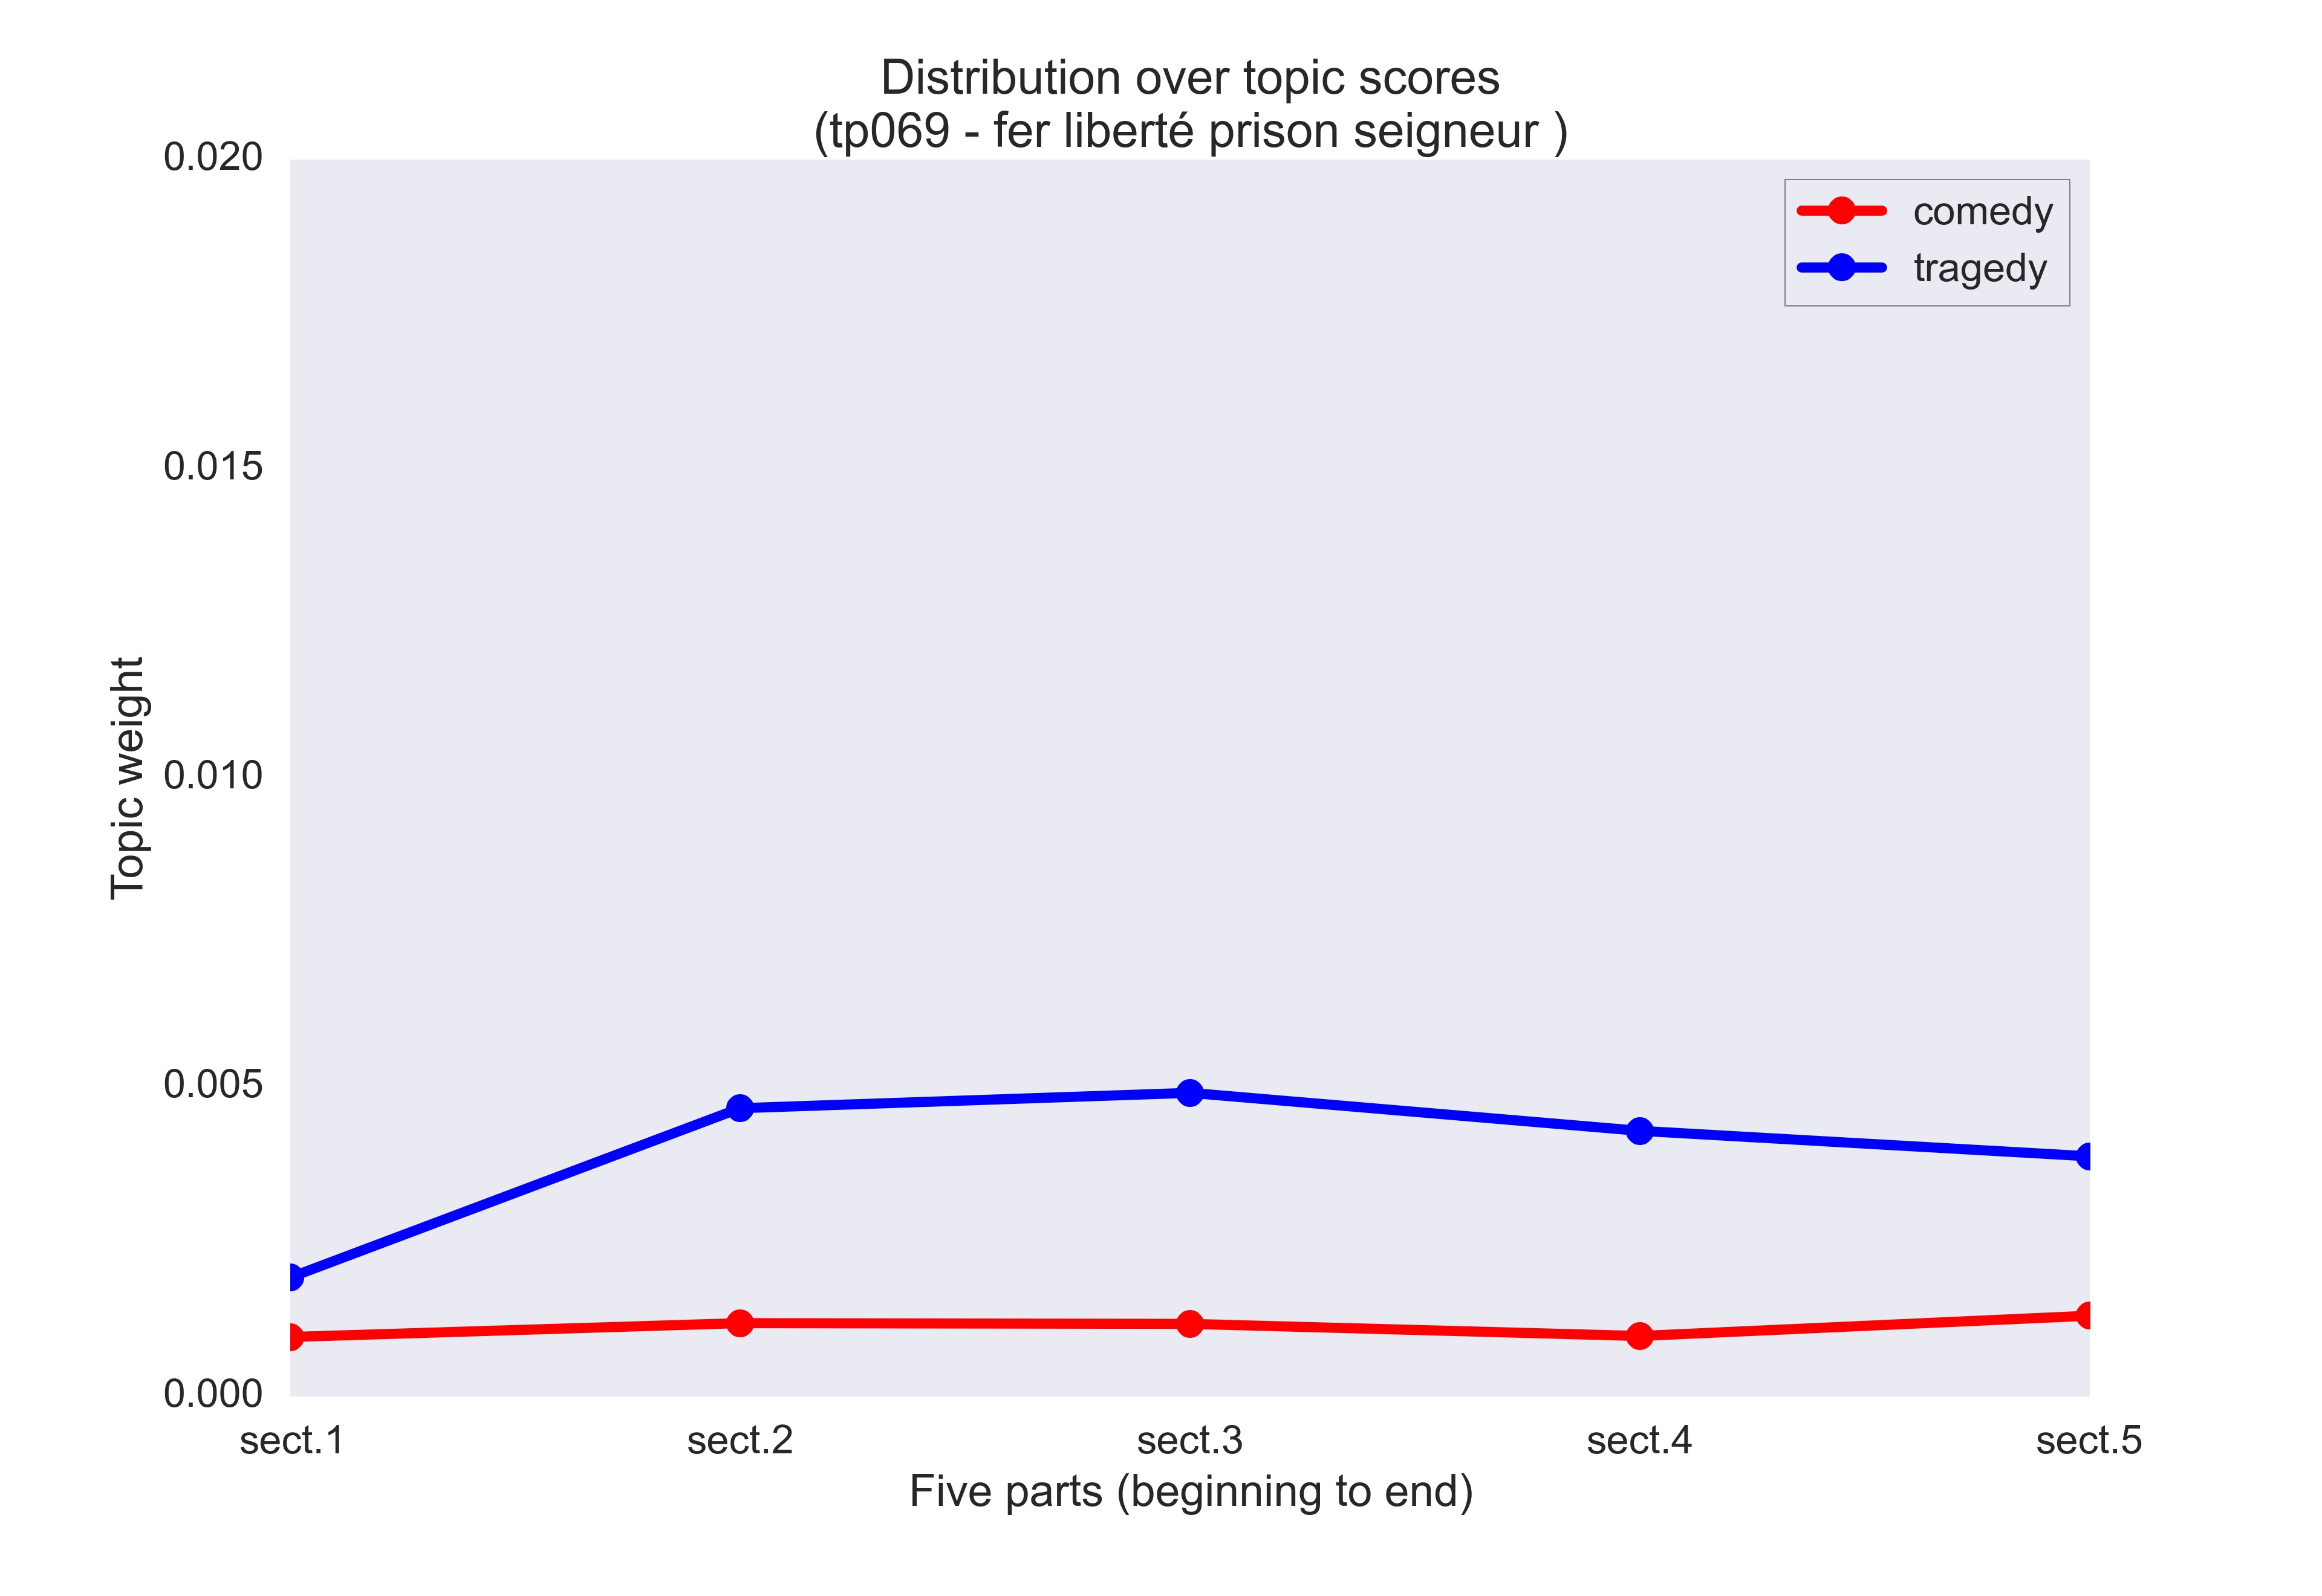 Distribution over topic scores
(tp069 - fer liberté prison seigneur )
comedy
tragedy
Topic weight
0.020
0.015
0.010
0.005
0.000
sect.1 sect.2 sect.3 sect.4 sect.5
Five parts (beginning to end)